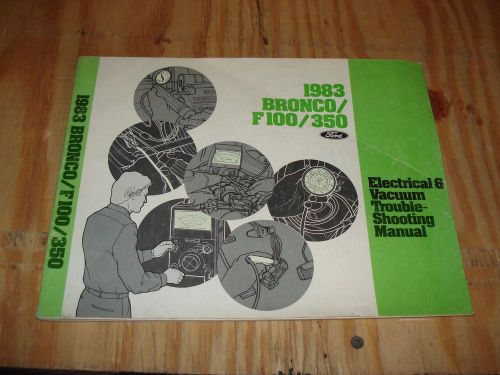 1983 BRONCO/F100/350
1983
BRONCO/
F100/350
Ford
Electrical &
Vacuum
Trouble-
Shooting
Manual